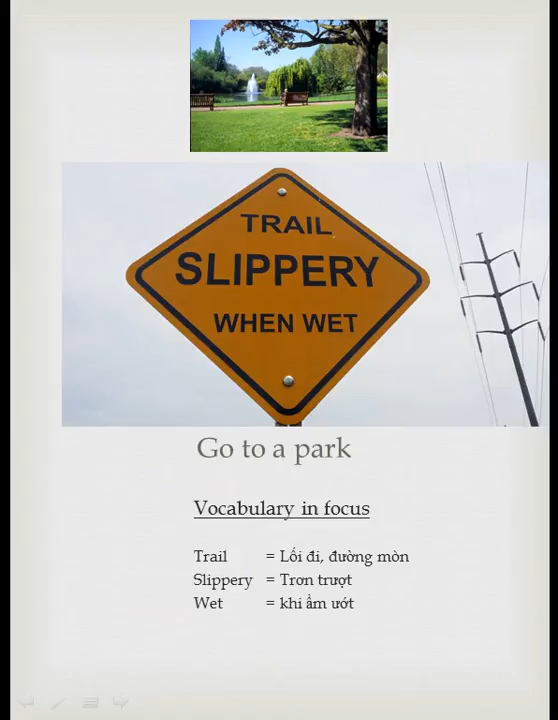 TRAIL
SLIPPERY
WHEN WET
Go to a park
Vocabulary in focus
Trail = Lối đi, đường mòn
Slippery = Trơn trượt
Wet = khi ẩm ướt